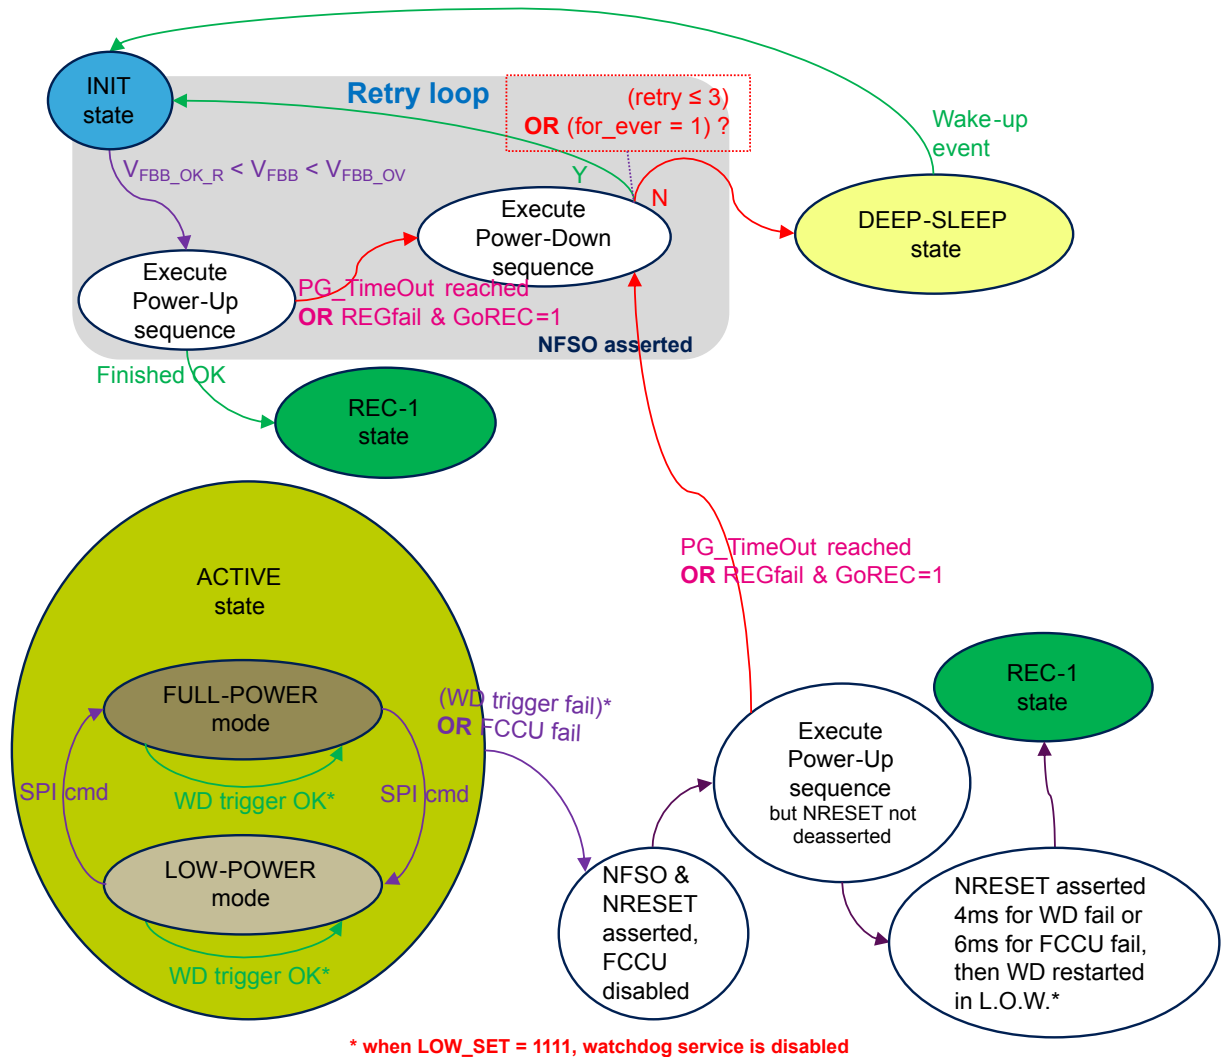 INIT
state
Retry loop
(retry ≤ 3)
OR (for_ever = 1) ?
Wake-up
event
V_FBB_OK_R < V_FBB < V_FBB_OV
Y
N
Execute
Power-Down
sequence
DEEP-SLEEP
state
Execute
Power-Up
sequence
PG_TimeOut reached
OR REGfail & GoREC=1
NFSO asserted
Finished OK
REC-1
state
ACTIVE
state
PG_TimeOut reached
OR REGfail & GoREC=1
FULL-POWER
mode
(WD trigger fail)*
OR FCCU fail
REC-1
state
SPI cmd
WD trigger OK*
SPI cmd
Execute
Power-Up
sequence
but NRESET not
deasserted
LOW-POWER
mode
WD trigger OK*
NFSO &
NRESET
asserted,
FCCU
disabled
NRESET asserted
4ms for WD fail or
6ms for FCCU fail,
then WD restarted
in L.O.W.*
* when LOW_SET = 1111, watchdog service is disabled